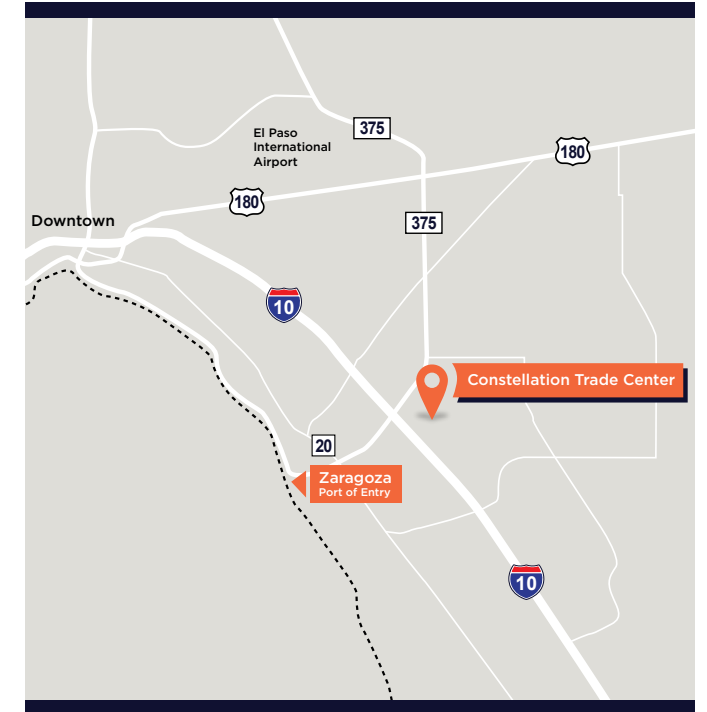 375
El Paso
International
Airport
180
180
Downtown
375
10
Constellation Trade Center
20
Zaragoza
Port of Entry
10